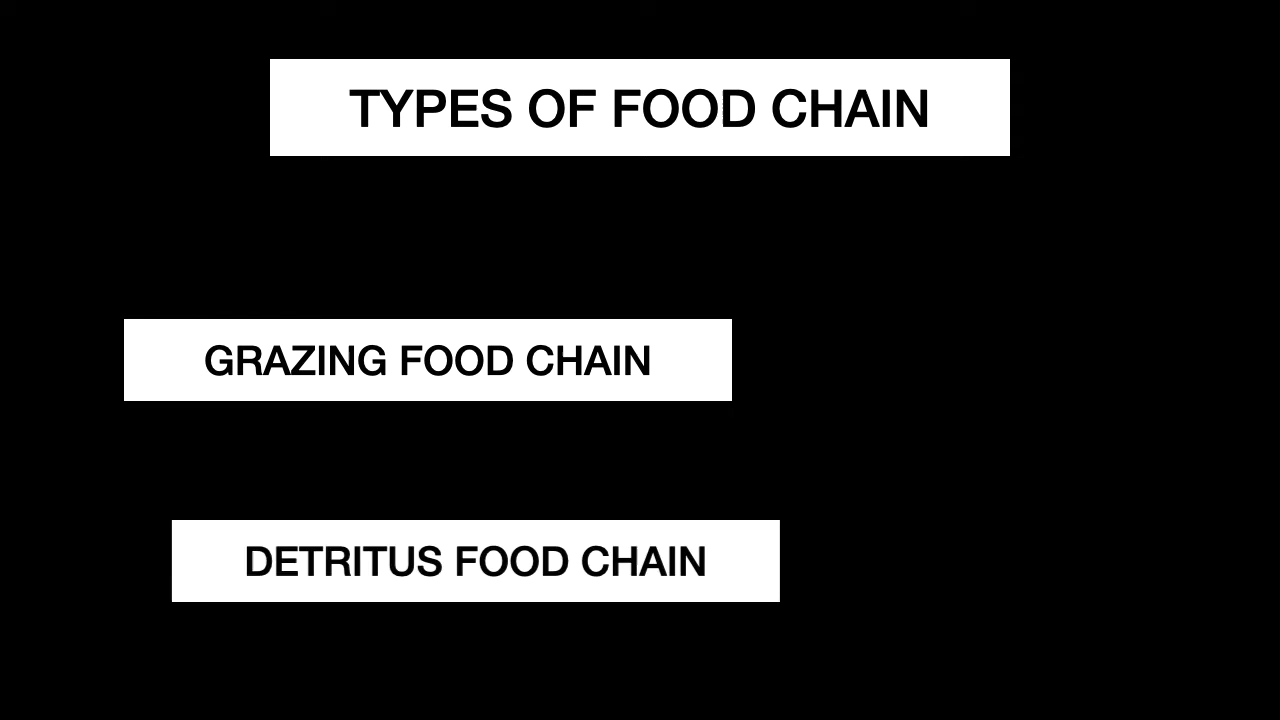 TYPES OF FOOD CHAIN
GRAZING FOOD CHAIN
DETRITUS FOOD CHAIN